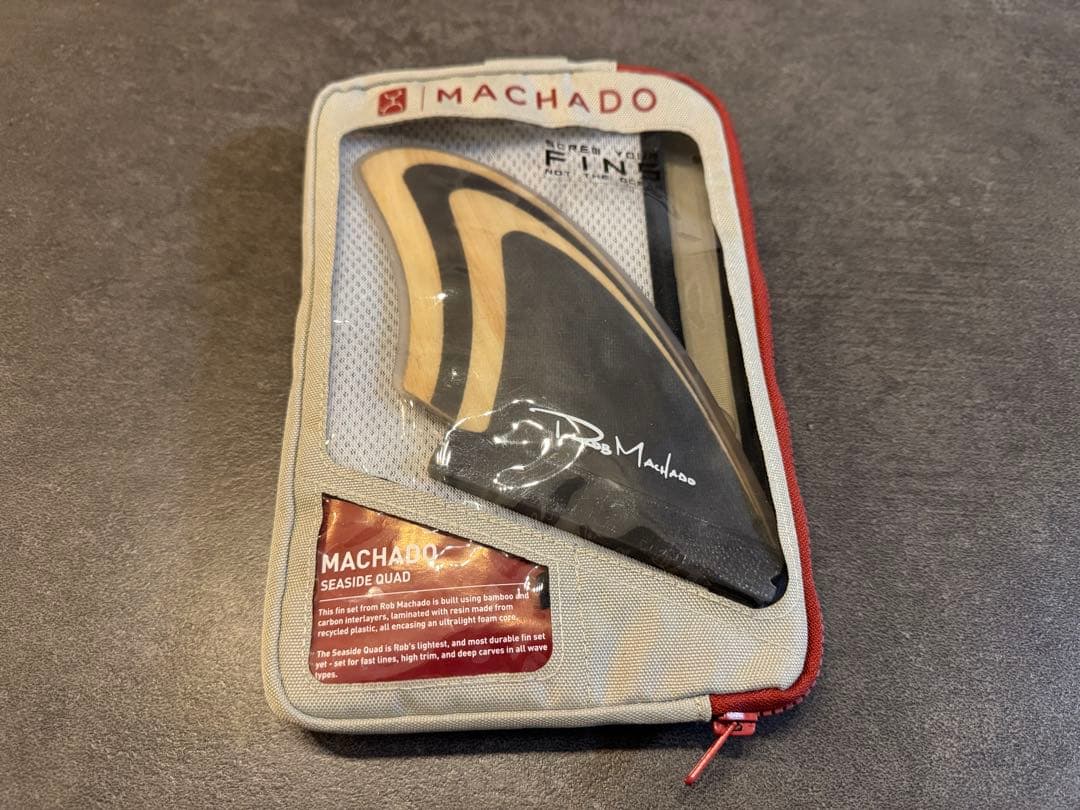 MACHADO
SCREW YOUR
FINS
NOT THE
Rob Machado
MACHADO
SEASIDE QUAD
This fin set from Rob Machado is built using bamboo and
carbon interlayers, laminated with resin made from
recycled plastic, all encasing an ultralight foam core.
The Seaside Quad is Rob's lightest, and most durable fin set
yet - set for fast lines, high trim, and deep carves in all wave
types.